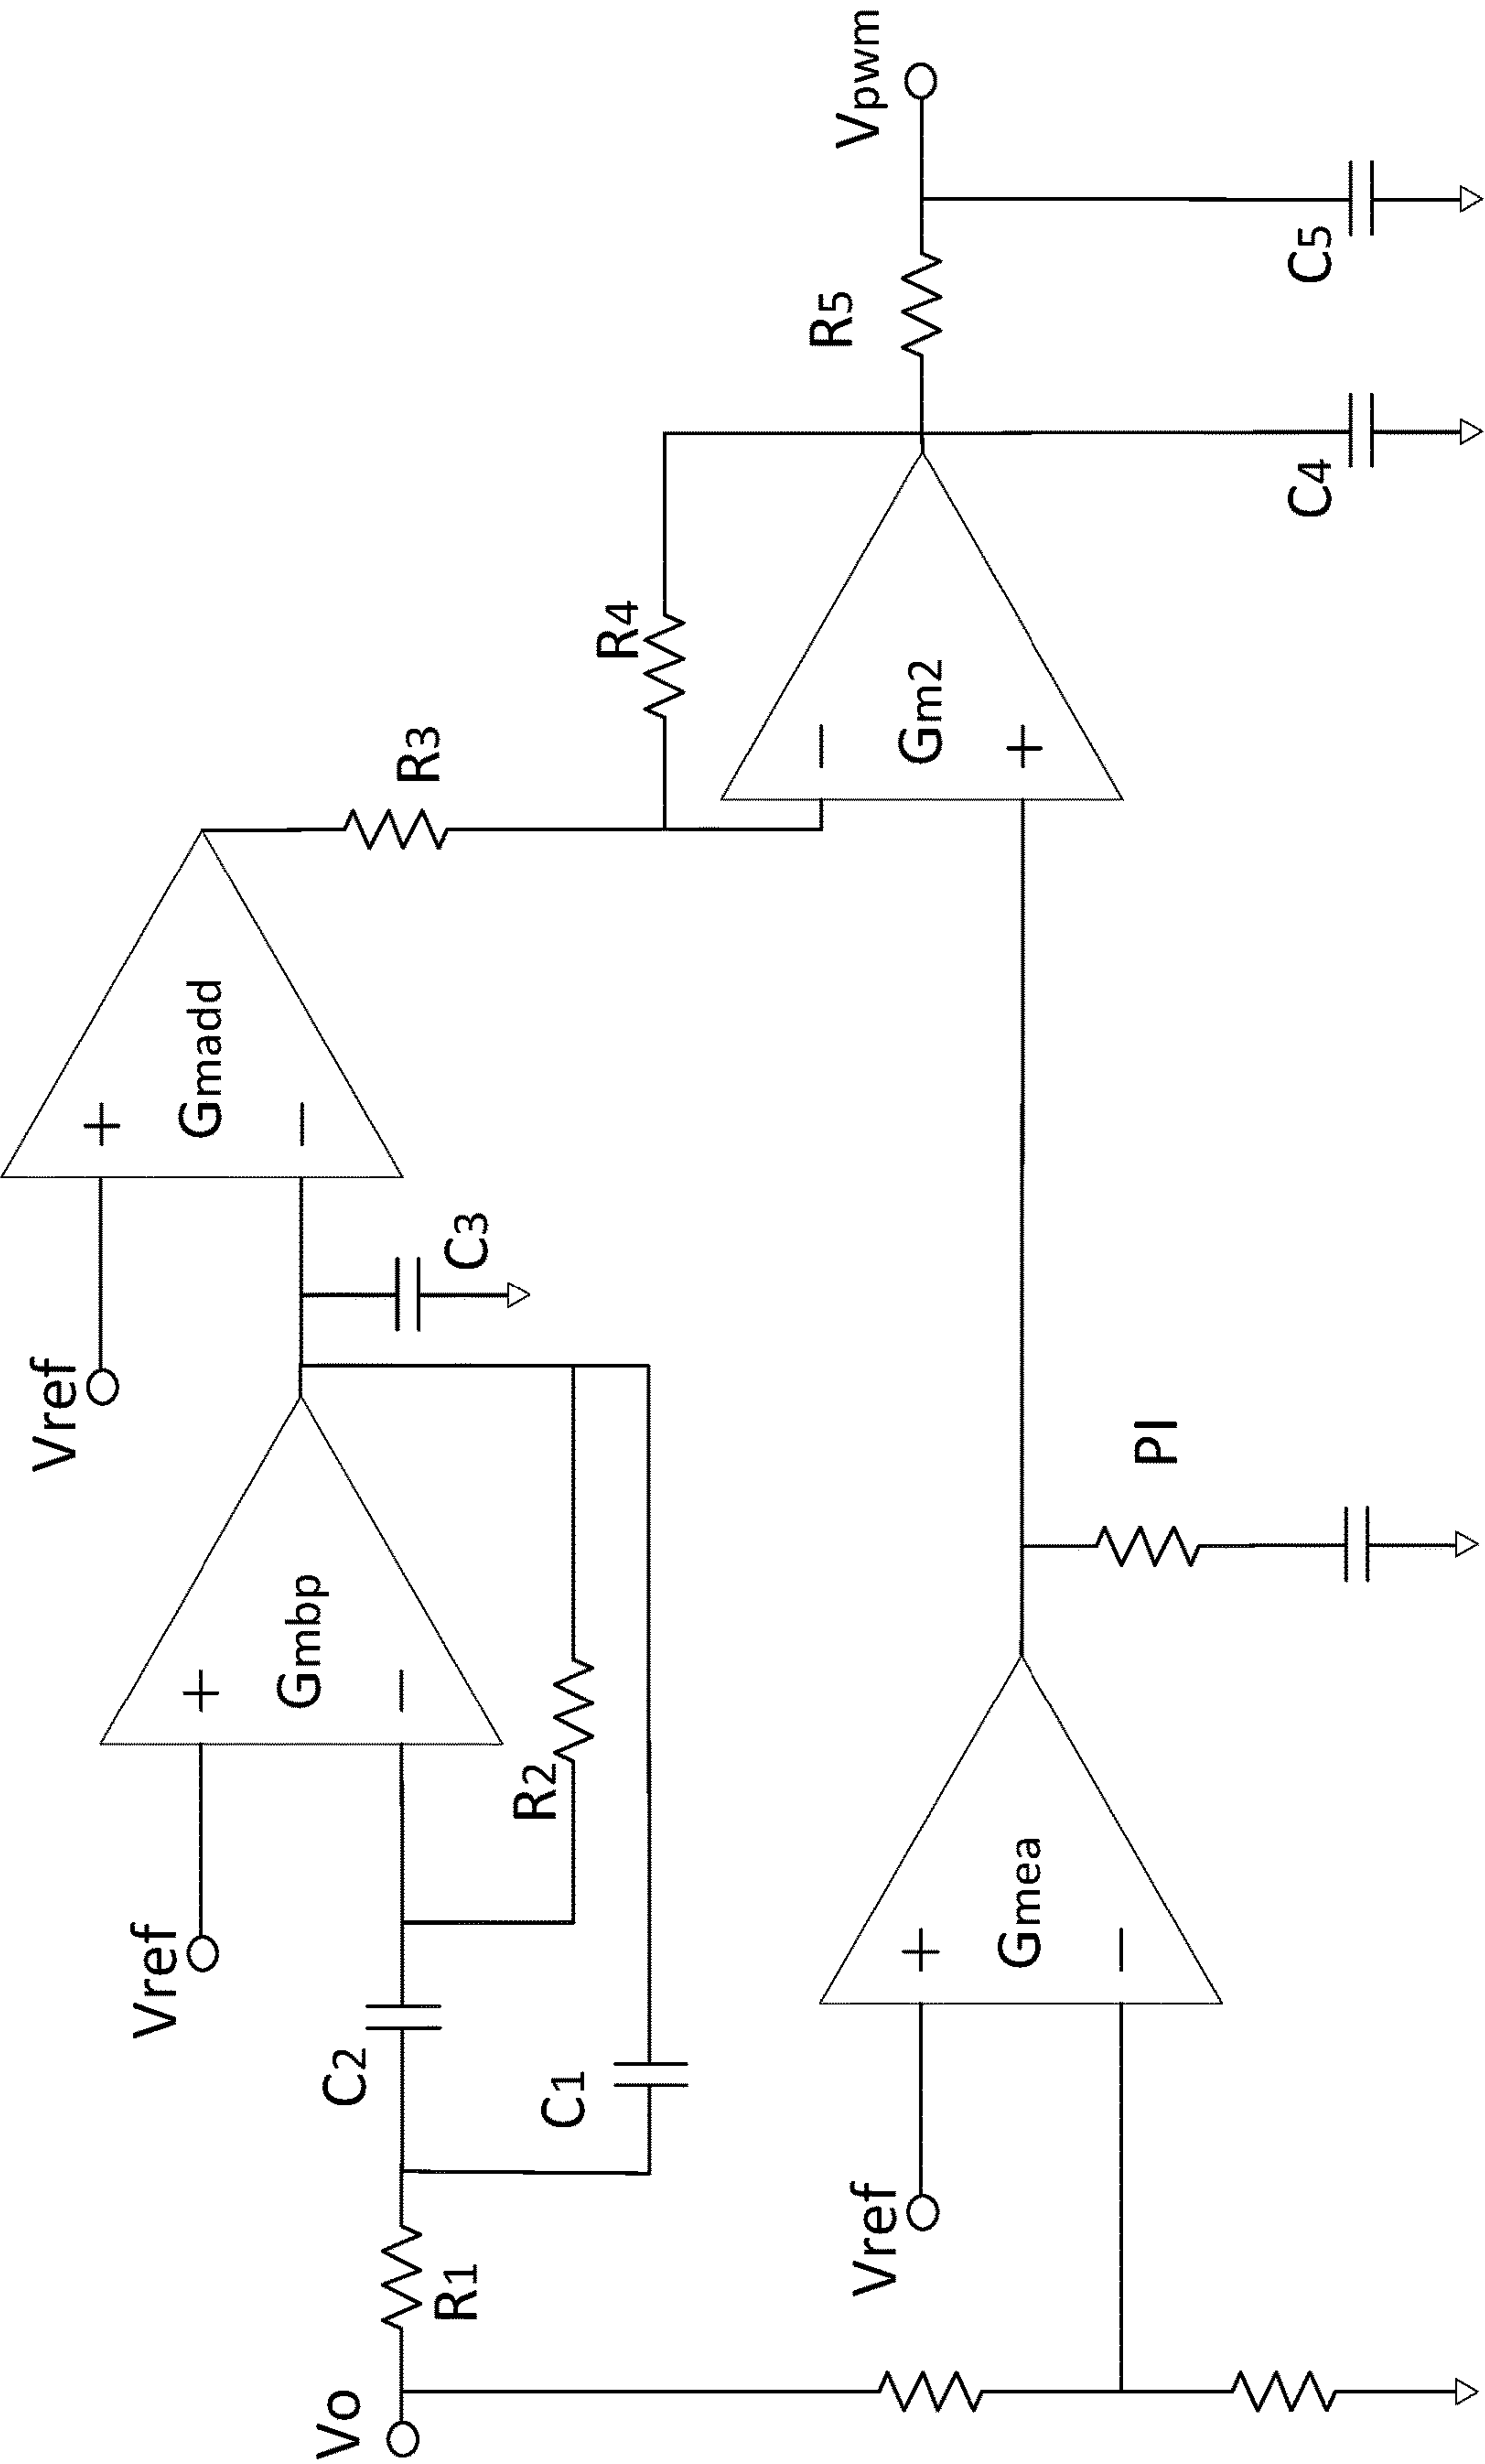 Vref
Gmadd
Vref
Gmbp
C3
R3
Vo
R1
C2
R2
C1
R4
Vref
Gmea
PI
Gm2
R5
Vpwm
C4
C5